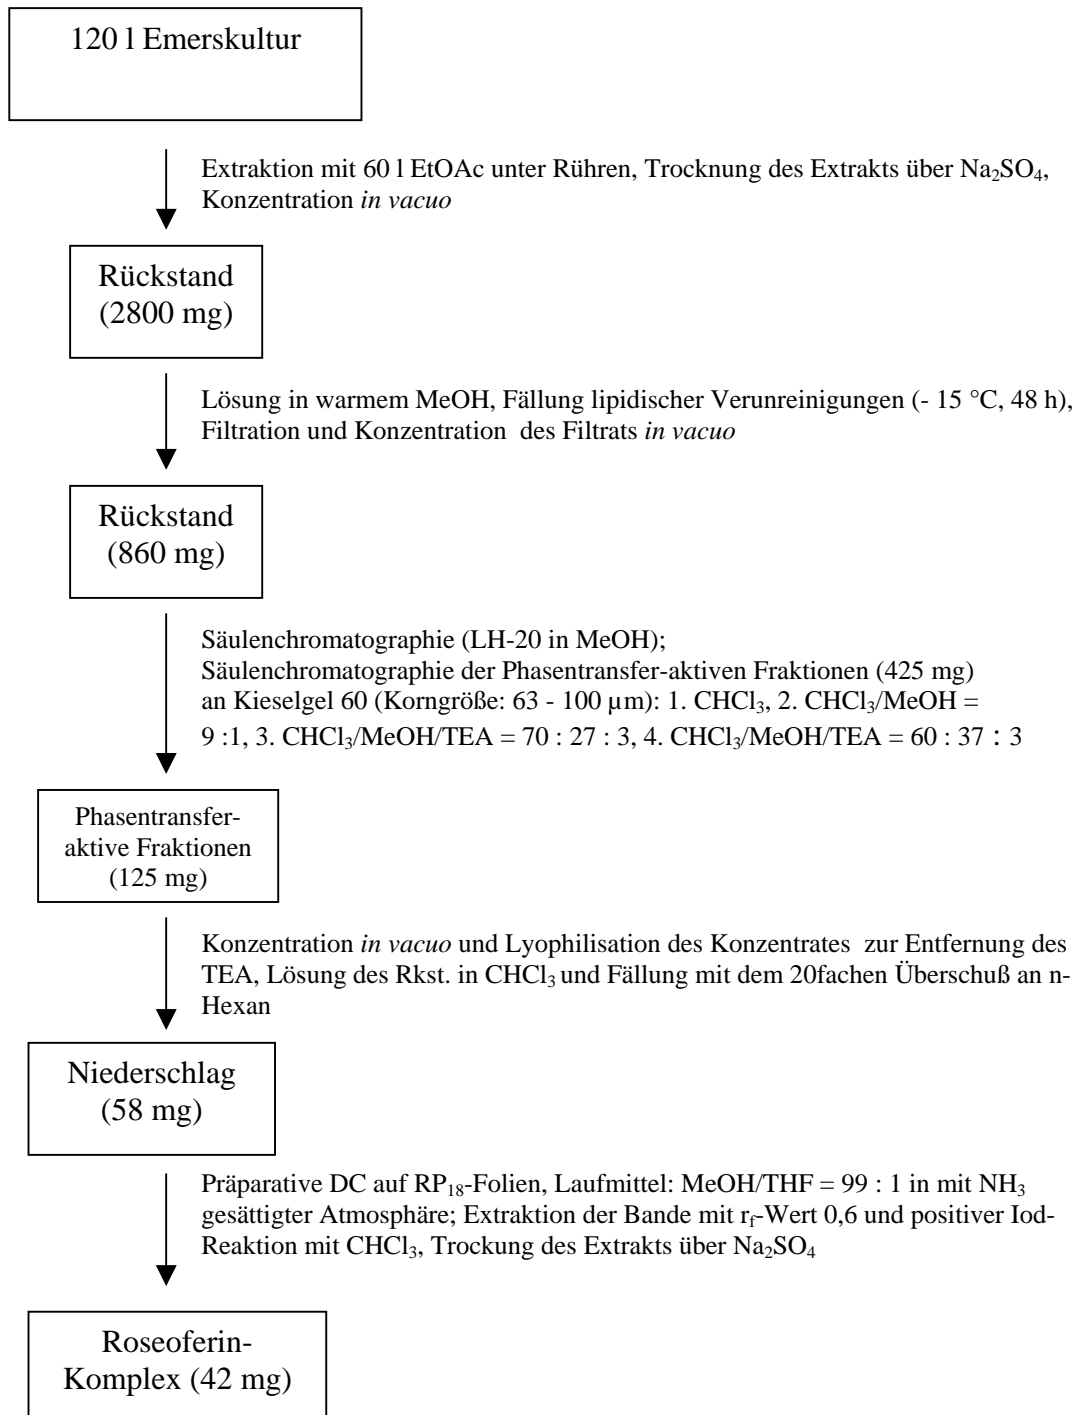 120 l Emerskultur
Extraktion mit 60 l EtOAc unter Rühren, Trocknung des Extrakts über Na₂SO₄,
Konzentration in vacuo
Rückstand
(2800 mg)
Lösung in warmem MeOH, Fällung lipidischer Verunreinigungen (- 15 °C, 48 h),
Filtration und Konzentration des Filtrats in vacuo
Rückstand
(860 mg)
Säulenchromatographie (LH-20 in MeOH);
Säulenchromatographie der Phasentransfer-aktiven Fraktionen (425 mg)
an Kieselgel 60 (Korngröße: 63 - 100 µm): 1. CHCl₃, 2. CHCl₃/MeOH =
9 :1, 3. CHCl₃/MeOH/TEA = 70 : 27 : 3, 4. CHCl₃/MeOH/TEA = 60 : 37 : 3
Phasentransfer-
aktive Fraktionen
(125 mg)
Konzentration in vacuo und Lyophilisation des Konzentrates zur Entfernung des
TEA, Lösung des Rkst. in CHCl₃ und Fällung mit dem 20fachen Überschuß an n-
Hexan
Niederschlag
(58 mg)
Präparative DC auf RP₁₈-Folien, Laufmittel: MeOH/THF = 99 : 1 in mit NH₃
gesättigter Atmosphäre; Extraktion der Bande mit r_f-Wert 0,6 und positiver Iod-
Reaktion mit CHCl₃, Trockung des Extrakts über Na₂SO₄
Roseoferin-
Komplex (42 mg)